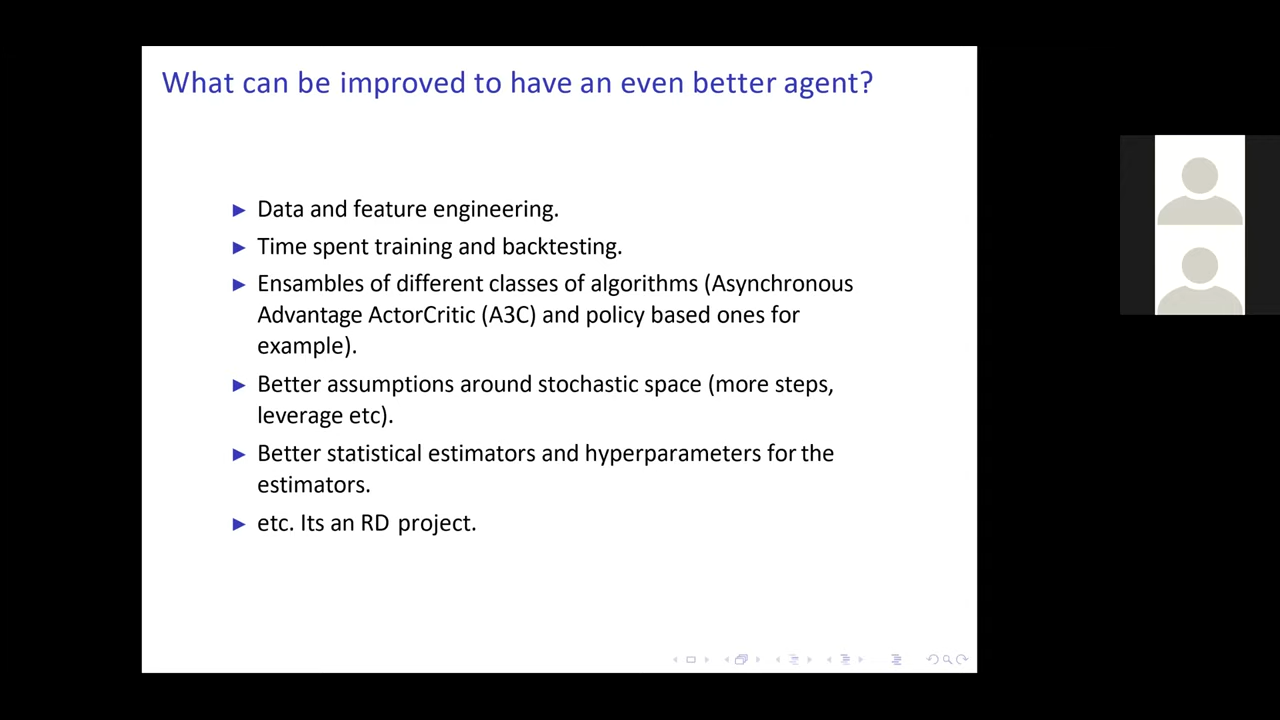 What can be improved to have an even better agent?
Data and feature engineering.
Time spent training and backtesting.
Ensambles of different classes of algorithms (Asynchronous
Advantage ActorCritic (A3C) and policy based ones for
example).
Better assumptions around stochastic space (more steps,
leverage etc).
Better statistical estimators and hyperparameters for the
estimators.
etc. Its an RD project.